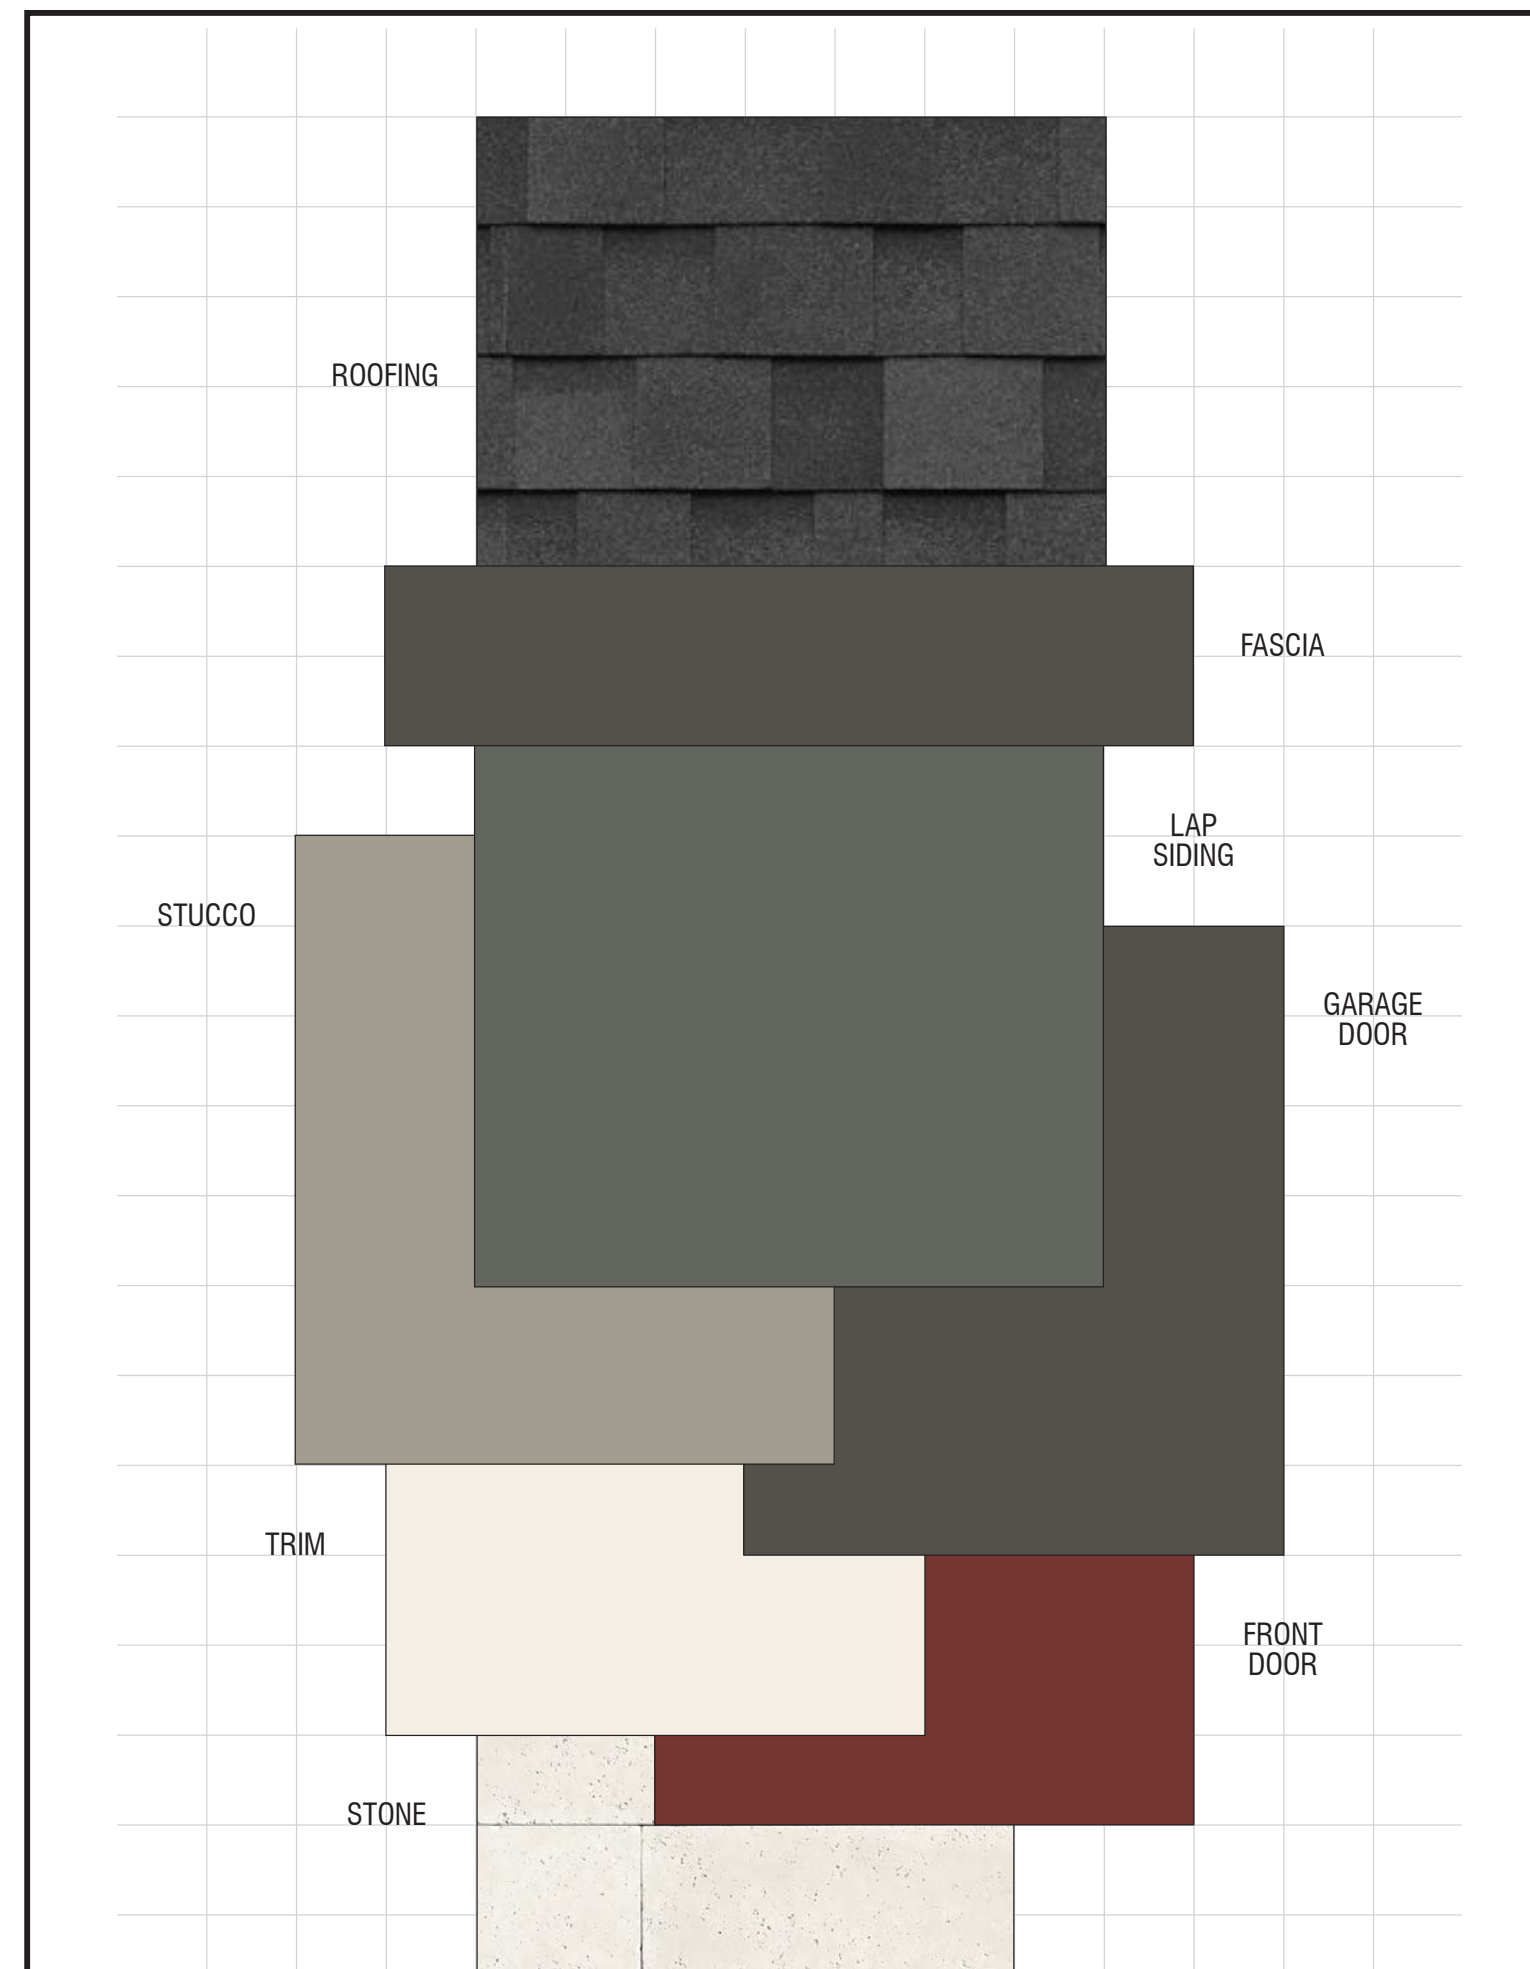 ROOFING
FASCIA
LAP
SIDING
STUCCO
GARAGE
DOOR
TRIM
FRONT
DOOR
STONE